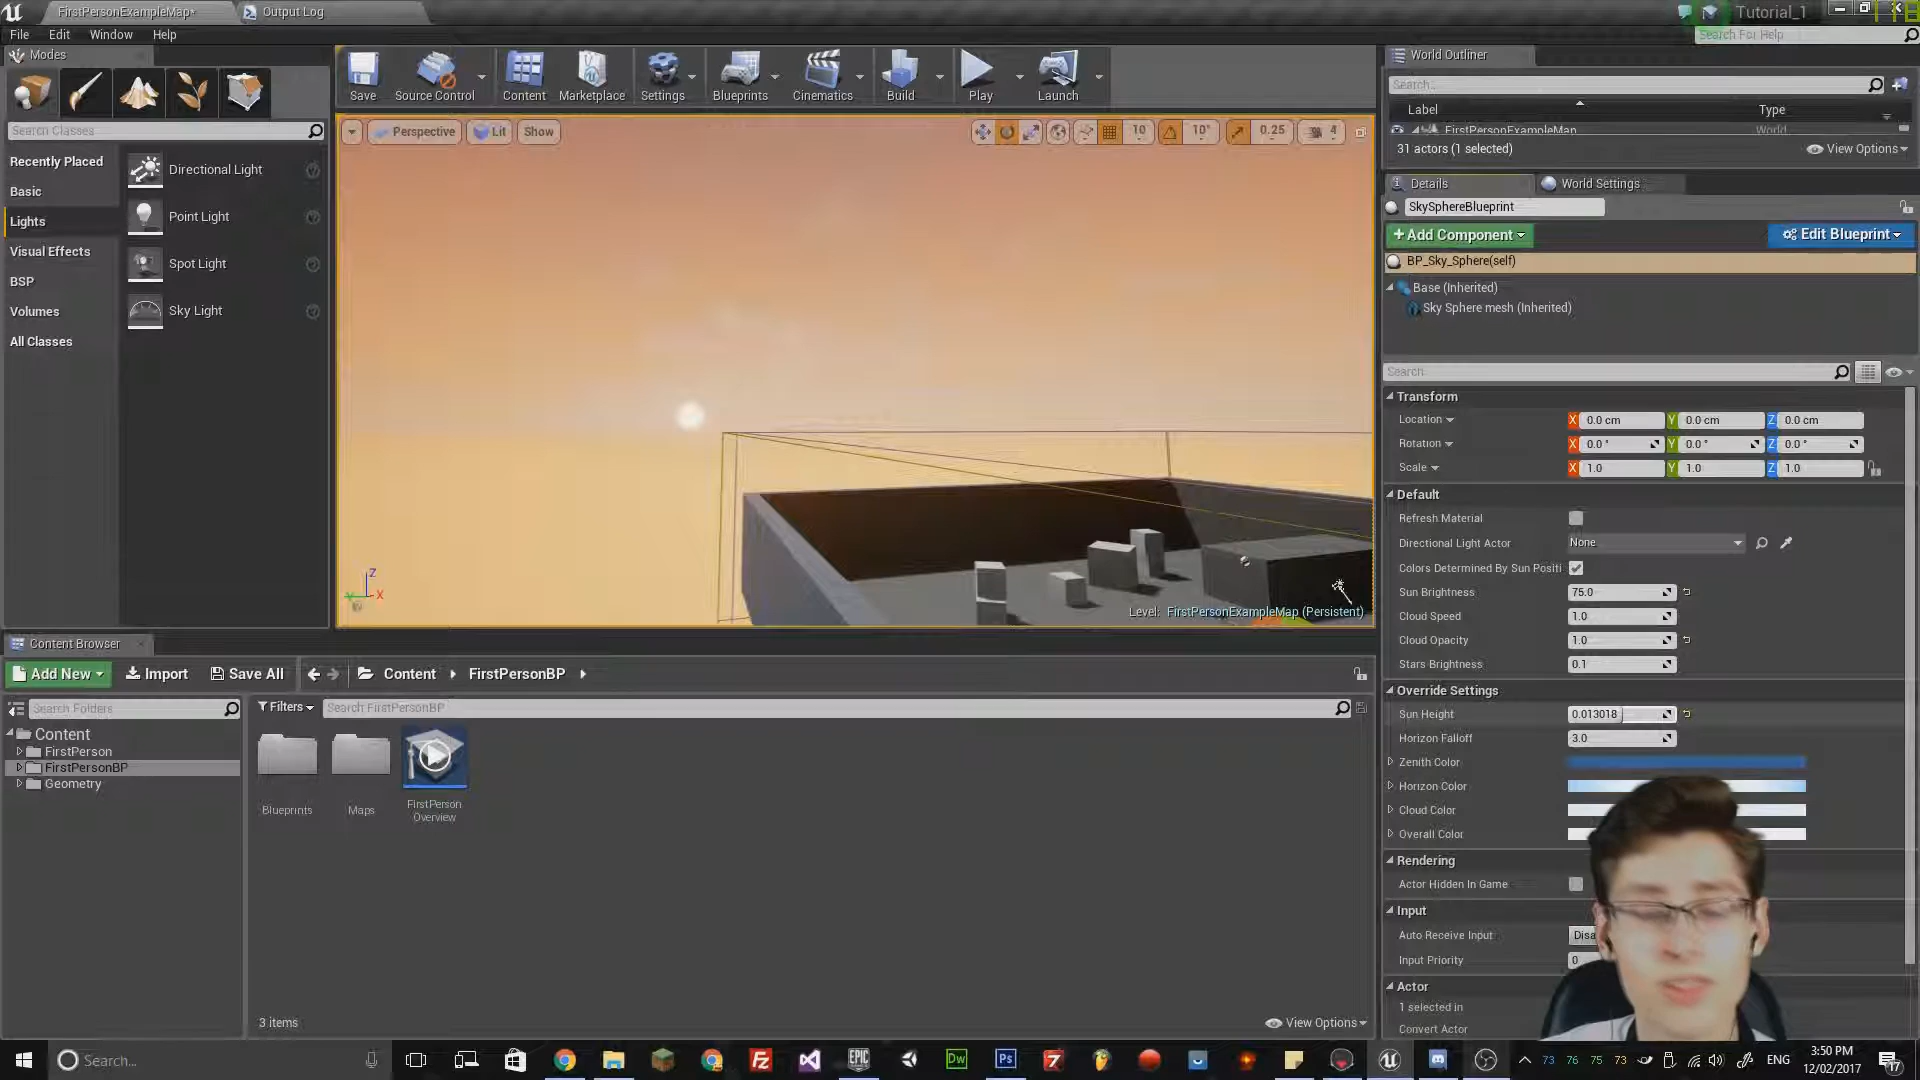 FirstPersonExampleMap*
Output Log
Tutorial_1
File Edit Window Help
Search For Help
Modes
Search Classes
Recently Placed
Basic
Lights
Visual Effects
BSP
Volumes
All Classes
Directional Light
Point Light
Spot Light
Sky Light
Save
Source Control
Content
Marketplace
Settings
Blueprints
Cinematics
Build
Play
Launch
Perspective
Lit
Show
10
10°
0.25
4
Z
X
Level: FirstPersonExampleMap (Persistent)
World Outliner
Search...
Label
Type
FirstPersonExampleMap
World
31 actors (1 selected)
View Options
Details
World Settings
SkySphereBlueprint
+Add Component
Edit Blueprint
BP_Sky_Sphere(self)
Base (Inherited)
Sky Sphere mesh (Inherited)
Search
Transform
Location X 0.0 cm Y 0.0 cm Z 0.0 cm
Rotation X 0.0 ° Y 0.0 ° Z 0.0 °
Scale X 1.0 Y 1.0 Z 1.0
Default
Refresh Material
Directional Light Actor None
Colors Determined By Sun Positi
Sun Brightness 75.0
Cloud Speed 1.0
Cloud Opacity 1.0
Stars Brightness 0.1
Override Settings
Sun Height 0.013018
Horizon Falloff 3.0
Zenith Color
Horizon Color
Cloud Color
Overall Color
Rendering
Actor Hidden In Game
Input
Auto Receive Input Disa
Input Priority 0
Actor
1 selected in
Convert Actor
Content Browser
Add New
Import
Save All
Content
FirstPersonBP
Search Folders
Filters
Search FirstPersonBP
Content
FirstPerson
FirstPersonBP
Geometry
Blueprints
Maps
FirstPerson
Overview
3 items
View Options
Search...
EPIC
Dw
Ps
73 76 75 73
ENG
3:50 PM
12/02/2017
17